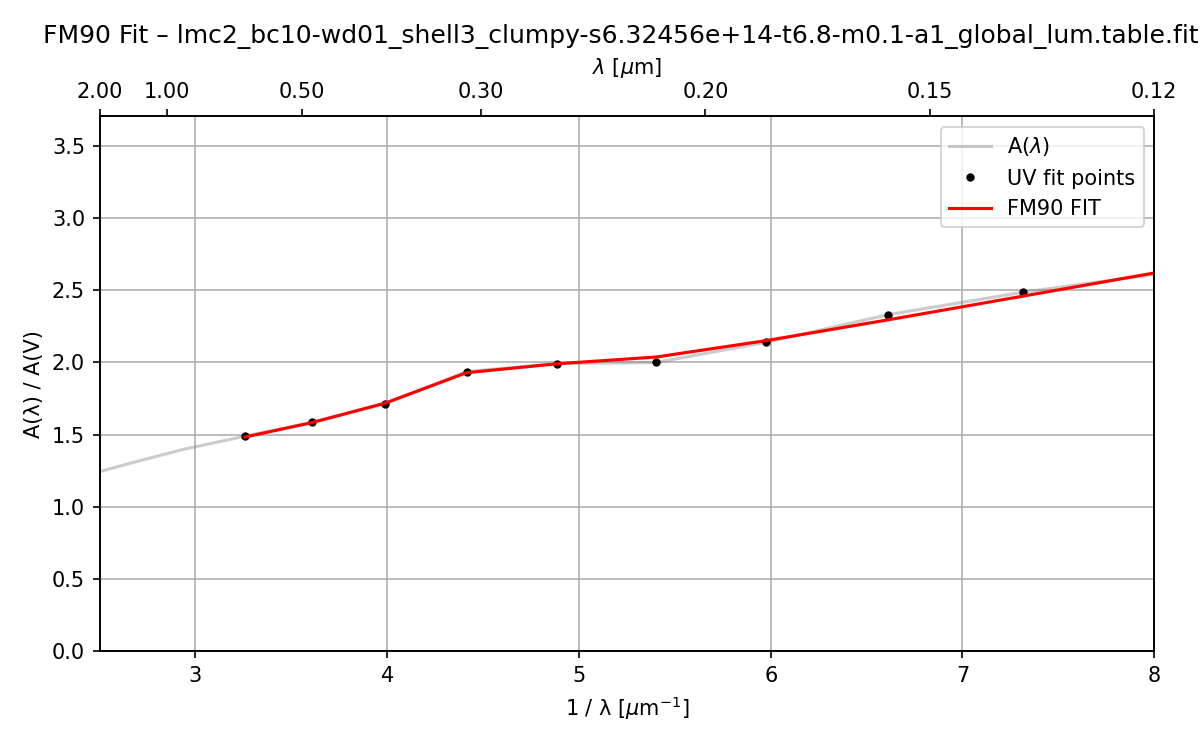 FM90 Fit – lmc2_bc10-wd01_shell3_clumpy-s6.32456e+14-t6.8-m0.1-a1_global_lum.table.fit
λ [μm]
2.00 1.00 0.50 0.30 0.20 0.15 0.12
A(λ)
UV fit points
FM90 FIT
A(λ) / A(V)
3.5
3.0
2.5
2.0
1.5
1.0
0.5
0.0
3 4 5 6 7 8
1 / λ [μm⁻¹]